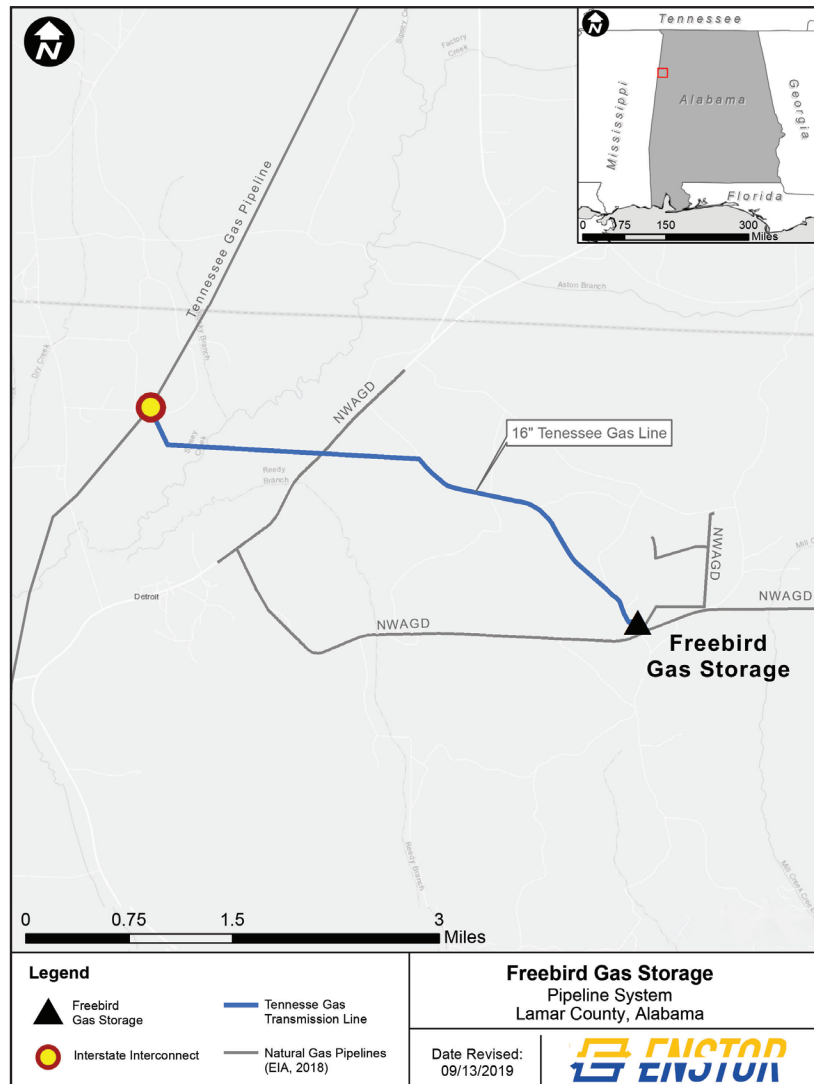 N
Tennessee
Mississippi
Alabama
Georgia
Florida
0 75 150 300
Miles
Factory
Creek
Tennessee Gas Pipeline
Aston Branch
Dry Creek
NWAGD
16" Tenessee Gas Line
Reedy
Branch
Detroit
NWAGD
NWAGD
NWAGD
Freebird
Gas Storage
Reedy Branch
Mill Creek
0 0.75 1.5 3
Miles
Legend
Freebird
Gas Storage
Tennesse Gas
Transmission Line
Interstate Interconnect
Natural Gas Pipelines
(EIA, 2018)
Freebird Gas Storage
Pipeline System
Lamar County, Alabama
Date Revised:
09/13/2019
ENSTOR